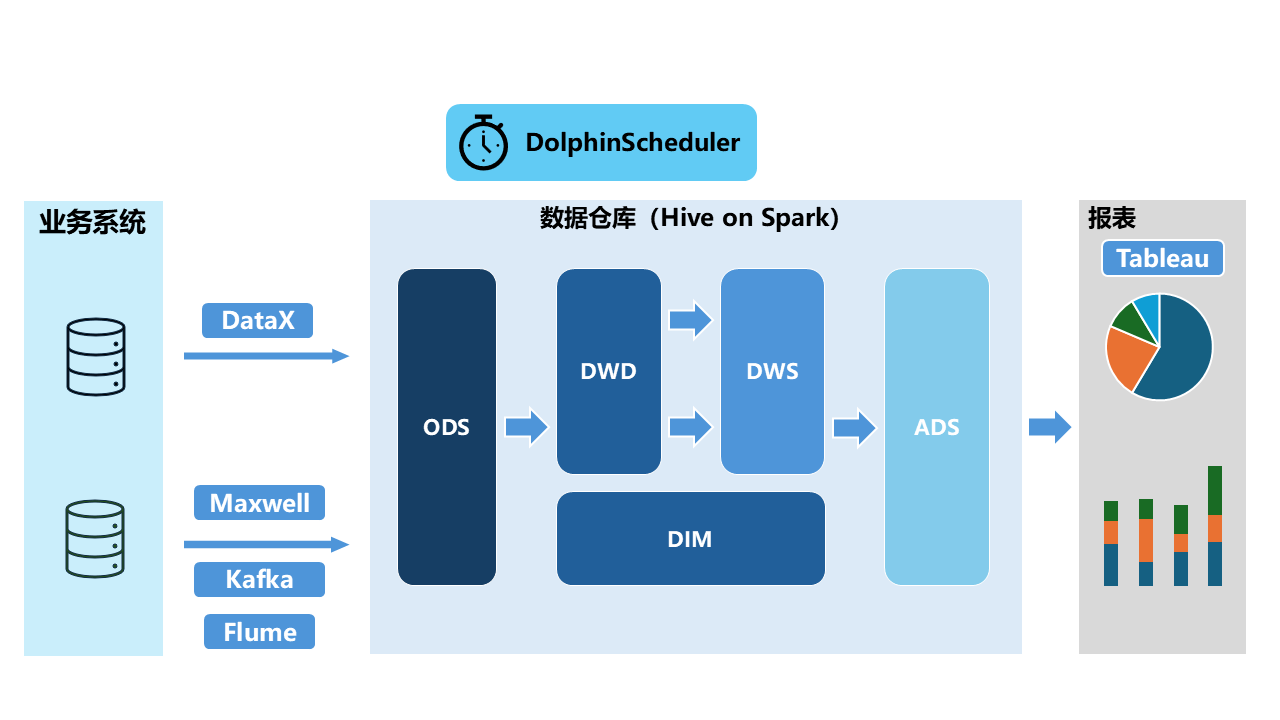 DolphinScheduler
业务系统
DataX
Maxwell
Kafka
Flume
数据仓库（Hive on Spark）
ODS
DWD
DWS
DIM
ADS
报表
Tableau